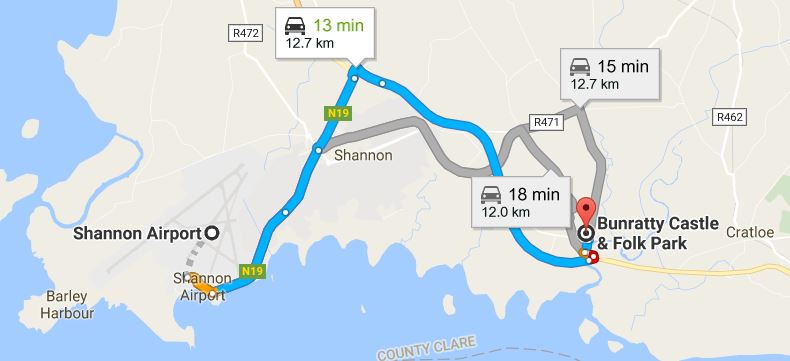 13 min
12.7 km
R472
15 min
12.7 km
N19
R471
R462
Shannon
18 min
12.0 km
Shannon Airport
Bunratty Castle
& Folk Park
Cratloe
N19
Shannon
Airport
Barley
Harbour
COUNTY CLARE